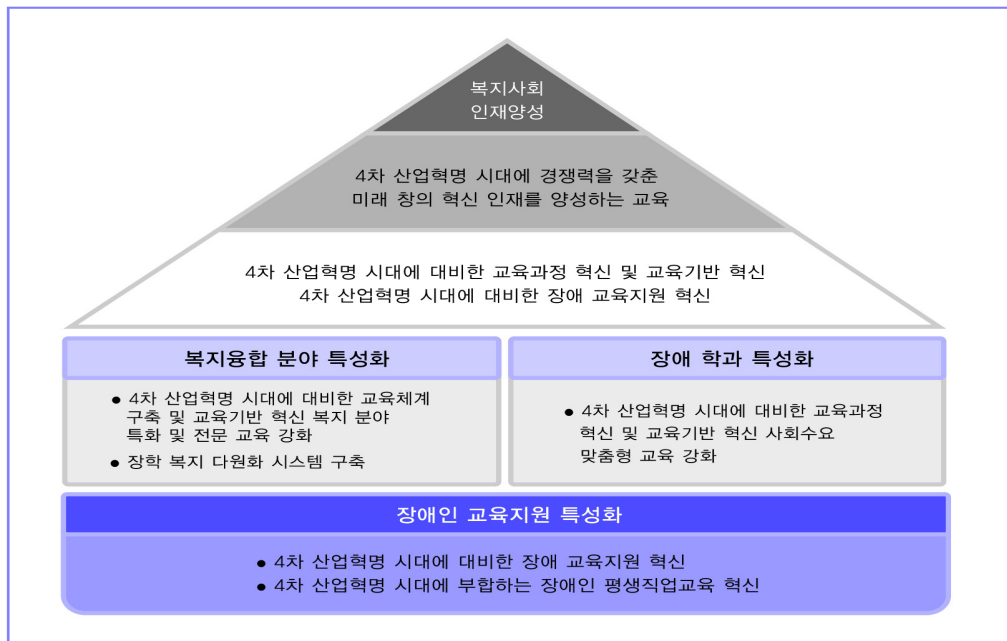 복지사회
인재양성
4차 산업혁명 시대에 경쟁력을 갖춘
미래 창의 혁신 인재를 양성하는 교육
4차 산업혁명 시대에 대비한 교육과정 혁신 및 교육기반 혁신
4차 산업혁명 시대에 대비한 장애 교육지원 혁신
복지융합 분야 특성화
● 4차 산업혁명 시대에 대비한 교육체계
구축 및 교육기반 혁신 복지 분야
특화 및 전문 교육 강화
● 장학 복지 다원화 시스템 구축
장애 학과 특성화
● 4차 산업혁명 시대에 대비한 교육과정
혁신 및 교육기반 혁신 사회수요
맞춤형 교육 강화
장애인 교육지원 특성화
● 4차 산업혁명 시대에 대비한 장애 교육지원 혁신
● 4차 산업혁명 시대에 부합하는 장애인 평생직업교육 혁신